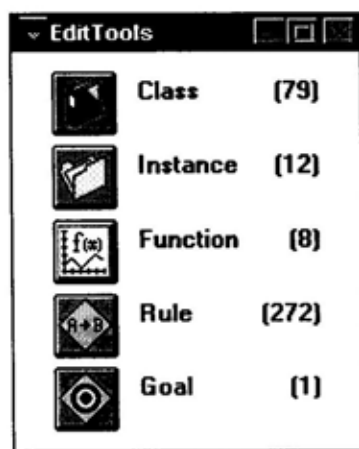 EditTools
Class (79)
Instance (12)
f(x)
Function (8)
A→B
Rule (272)
Goal (1)